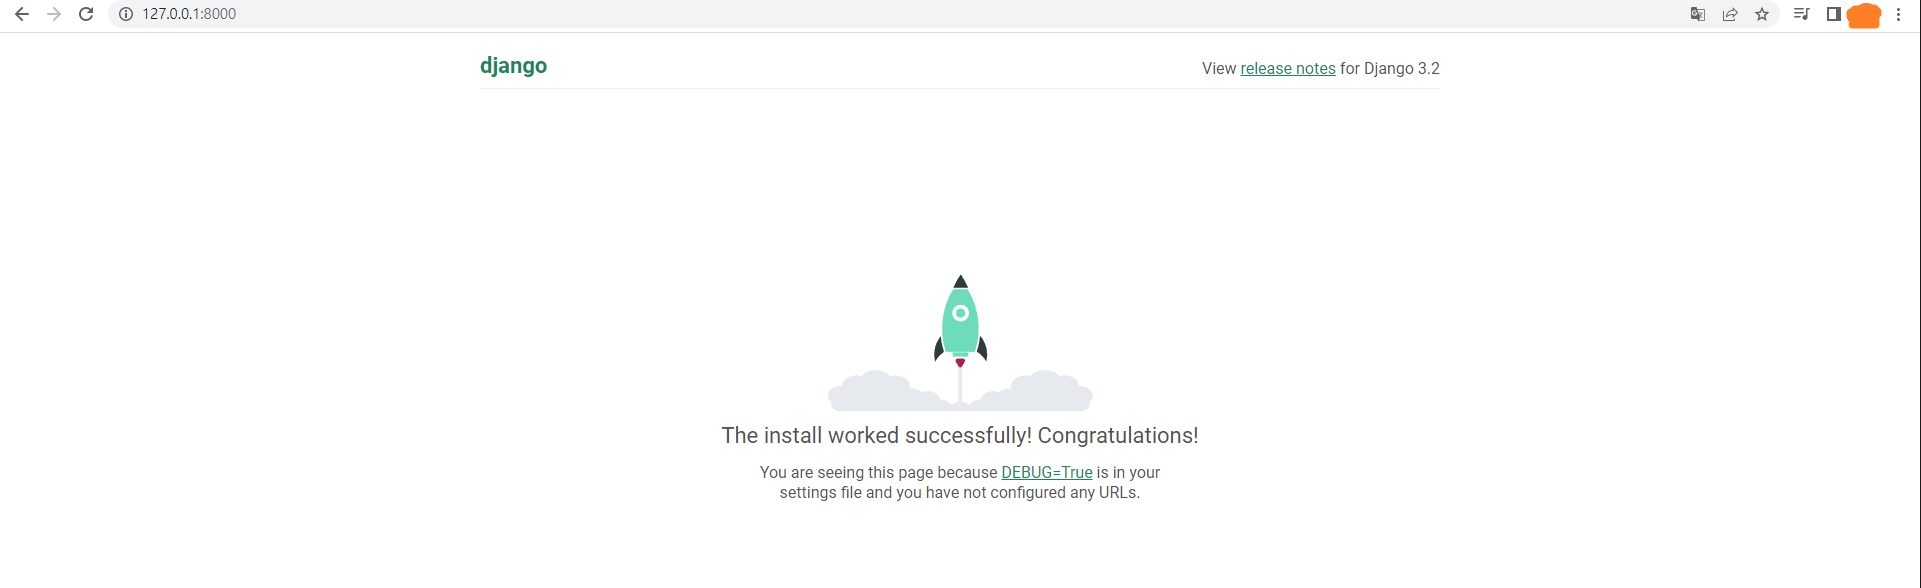 127.0.0.1:8000
django
View release notes for Django 3.2
The install worked successfully! Congratulations!
You are seeing this page because DEBUG=True is in your
settings file and you have not configured any URLs.